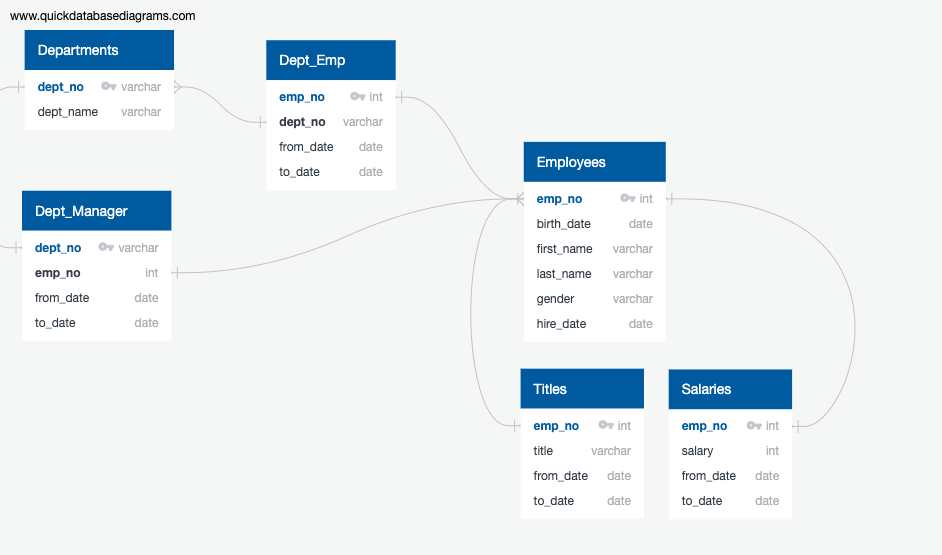 www.quickdatabasediagrams.com
Departments
dept_no varchar
dept_name varchar
Dept_Emp
emp_no int
dept_no varchar
from_date date
to_date date
Employees
emp_no int
birth_date date
first_name varchar
last_name varchar
gender varchar
hire_date date
Dept_Manager
dept_no varchar
emp_no int
from_date date
to_date date
Titles
emp_no int
title varchar
from_date date
to_date date
Salaries
emp_no int
salary int
from_date date
to_date date